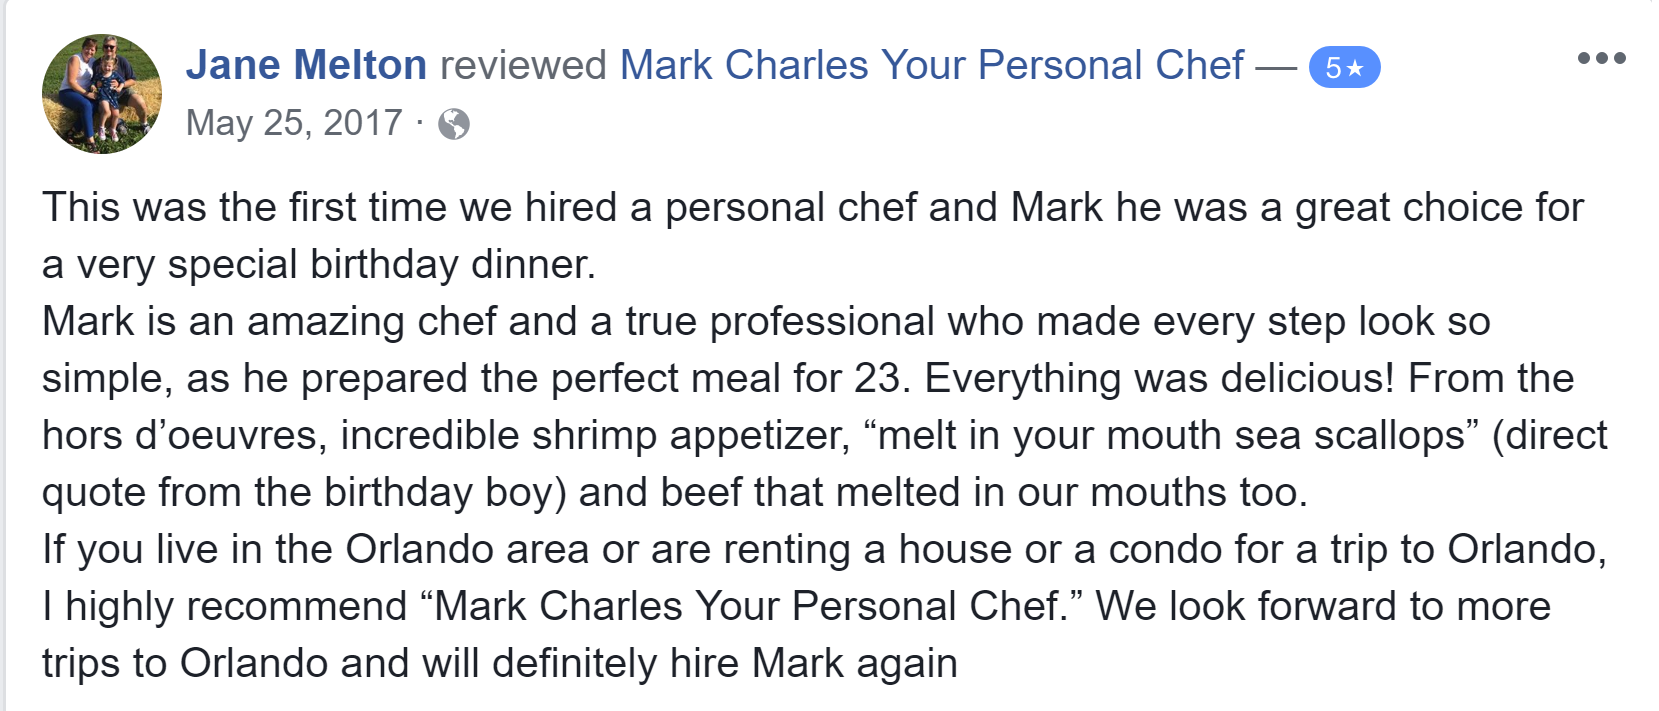 Jane Melton reviewed Mark Charles Your Personal Chef — 5★
May 25, 2017 ·
This was the first time we hired a personal chef and Mark he was a great choice for
a very special birthday dinner.
Mark is an amazing chef and a true professional who made every step look so
simple, as he prepared the perfect meal for 23. Everything was delicious! From the
hors d’oeuvres, incredible shrimp appetizer, “melt in your mouth sea scallops” (direct
quote from the birthday boy) and beef that melted in our mouths too.
If you live in the Orlando area or are renting a house or a condo for a trip to Orlando,
I highly recommend “Mark Charles Your Personal Chef.” We look forward to more
trips to Orlando and will definitely hire Mark again